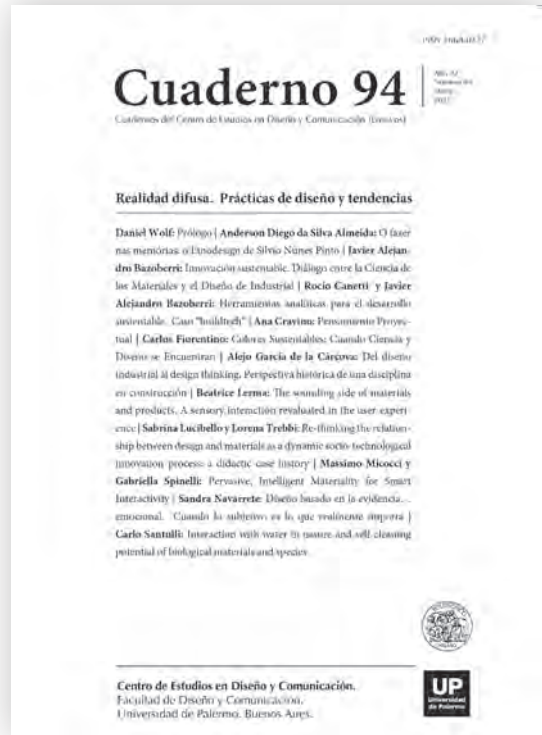 Cuaderno 94
Cuadernos del Centro de Estudios en Diseño y Comunicación [Ensayos]
Realidad difusa. Prácticas de diseño y tendencias
Daniel Wolf: Prólogo | Anderson Diego da Silva Almeida: O fazer
nas memórias: o Etnodesign de Sílvio Nunes Pinto | Javier Alejan-
dro Bazoberri: Innovación sustentable. Diálogo entre la Ciencia de
los Materiales y el Diseño de Industrial | Rocío Canetti y Javier
Alejandro Bazoberri: Herramientas analíticas para el desarrollo
sustentable. Caso "buildtech" | Ana Cravino: Pensamiento Proyec-
tual | Carlos Fiorentino: Colores Sustentables: Cuando Ciencia y
Diseño se Encuentran | Alejo García de la Cárcova: Del diseño
industrial al design thinking. Perspectiva histórica de una disciplina
en construcción | Beatrice Lerma: The sounding side of materials
and products. A sensory interaction revaluated in the user experi-
ence | Sabrina Lucibello y Lorena Trebbi: Re-thinking the relation-
ship between design and materials as a dynamic socio-technological
innovation process: a didactic case history | Massimo Micocci y
Gabriella Spinelli: Pervasive, Intelligent Materiality for Smart
Interactivity | Sandra Navarrete: Diseño basado en la evidencia...
emocional. Cuando lo subjetivo es lo que realmente importa |
Carlo Santulli: Interaction with water in nature and self cleaning
potential of biological materials and species
Centro de Estudios en Diseño y Comunicación.
Facultad de Diseño y Comunicación.
Universidad de Palermo. Buenos Aires.
UP
Universidad
de Palermo